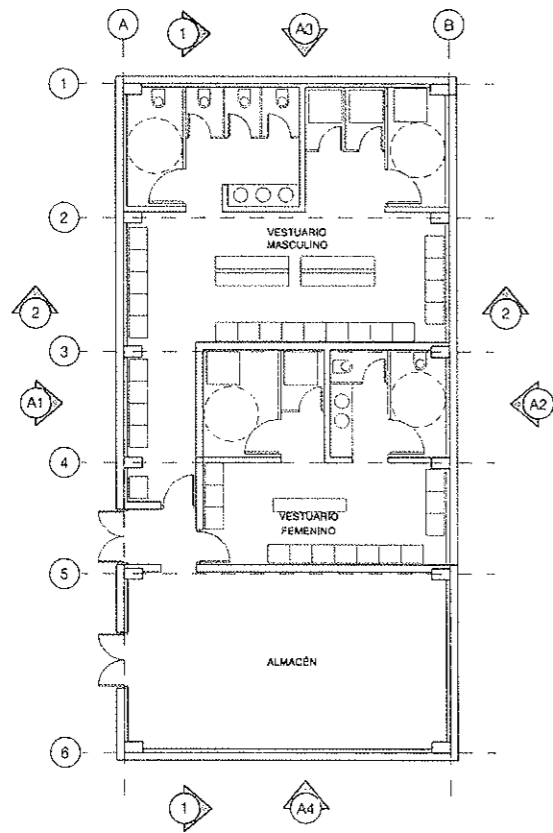 A
1
A3
B
1
2
VESTUARIO
MASCULINO
2
2
3
A1
A2
4
VESTUARIO
FEMENINO
5
ALMACÉN
6
1
A4